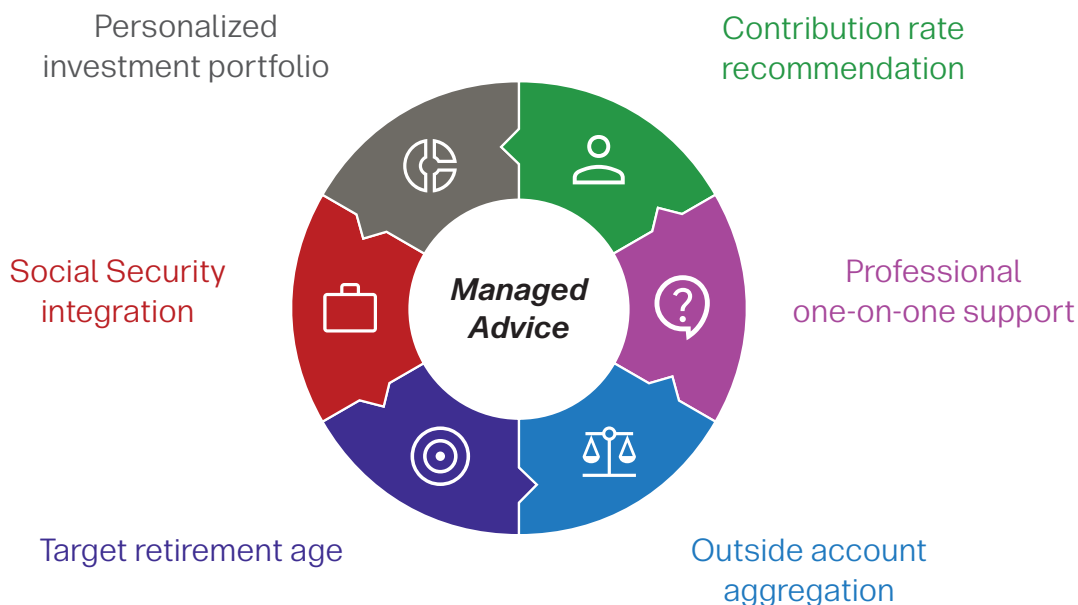 Personalized
investment portfolio
Contribution rate
recommendation
Social Security
integration
Managed
Advice
Professional
one-on-one support
Target retirement age
Outside account
aggregation